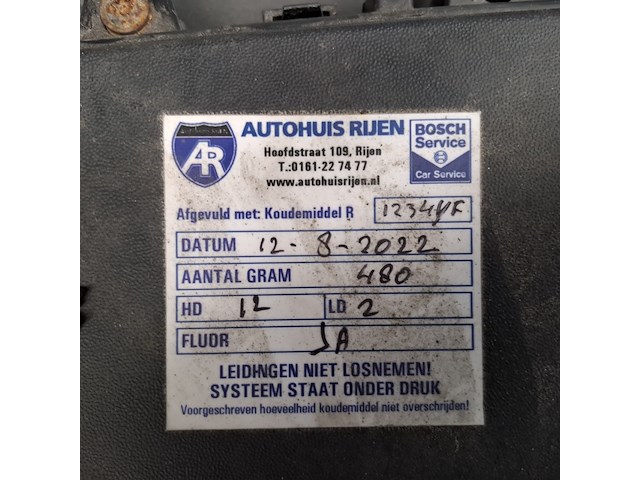 AUTOHUIS RIJEN
Hoofdstraat 109, Rijen
T.:0161-22 74 77
www.autohuisrijen.nl
AR
BOSCH
Service
Car Service
Afgevuld met: Koudemiddel R 1234YF
DATUM 12-8-2022
AANTAL GRAM 480
HD 12 LD 2
FLUOR JA
LEIDINGEN NIET LOSNEMEN!
SYSTEEM STAAT ONDER DRUK
Voorgeschreven hoeveelheid koudemiddel niet overschrijden!